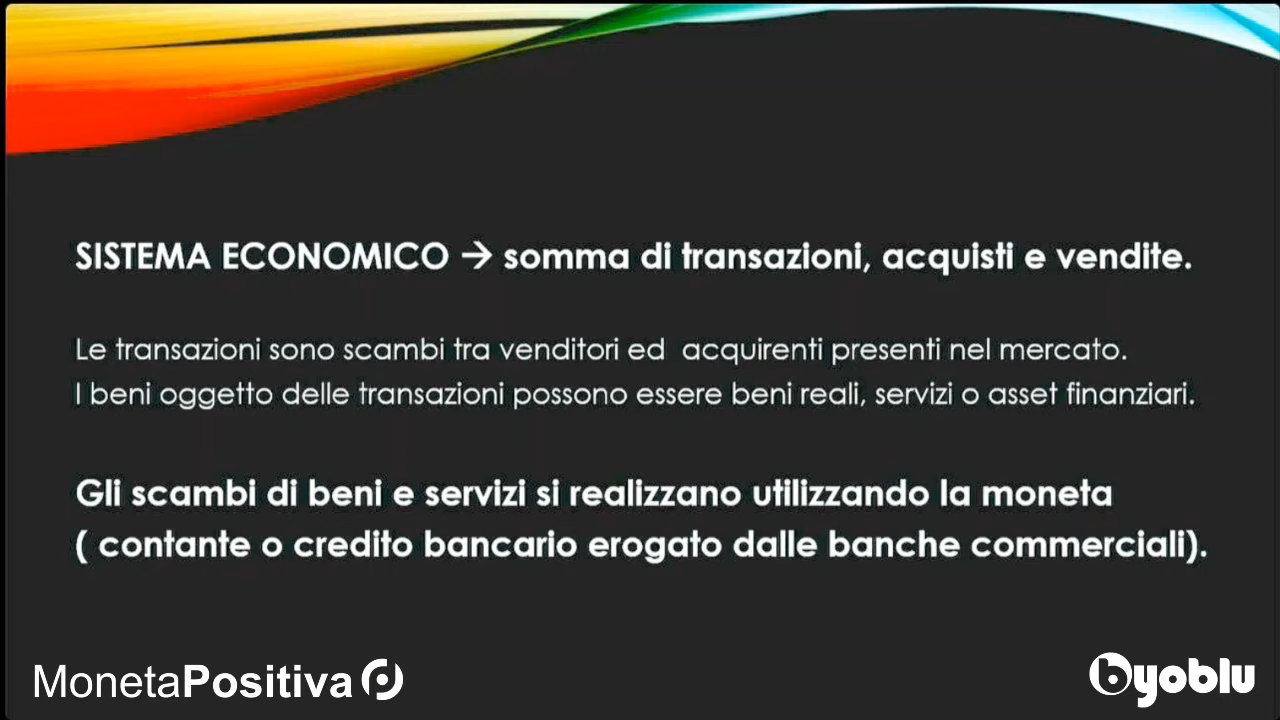 SISTEMA ECONOMICO → somma di transazioni, acquisti e vendite.
Le transazioni sono scambi tra venditori ed  acquirenti presenti nel mercato.
I beni oggetto delle transazioni possono essere beni reali, servizi o asset finanziari.
Gli scambi di beni e servizi si realizzano utilizzando la moneta
( contante o credito bancario erogato dalle banche commerciali).
MonetaPositiva
byoblu